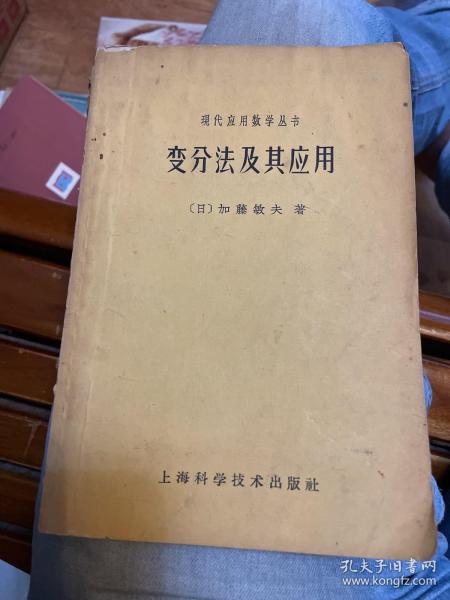 现代应用数学丛书
变分法及其应用
〔日〕加藤敏夫 著
上海科学技术出版社
孔夫子旧书网
www.kongfz.com